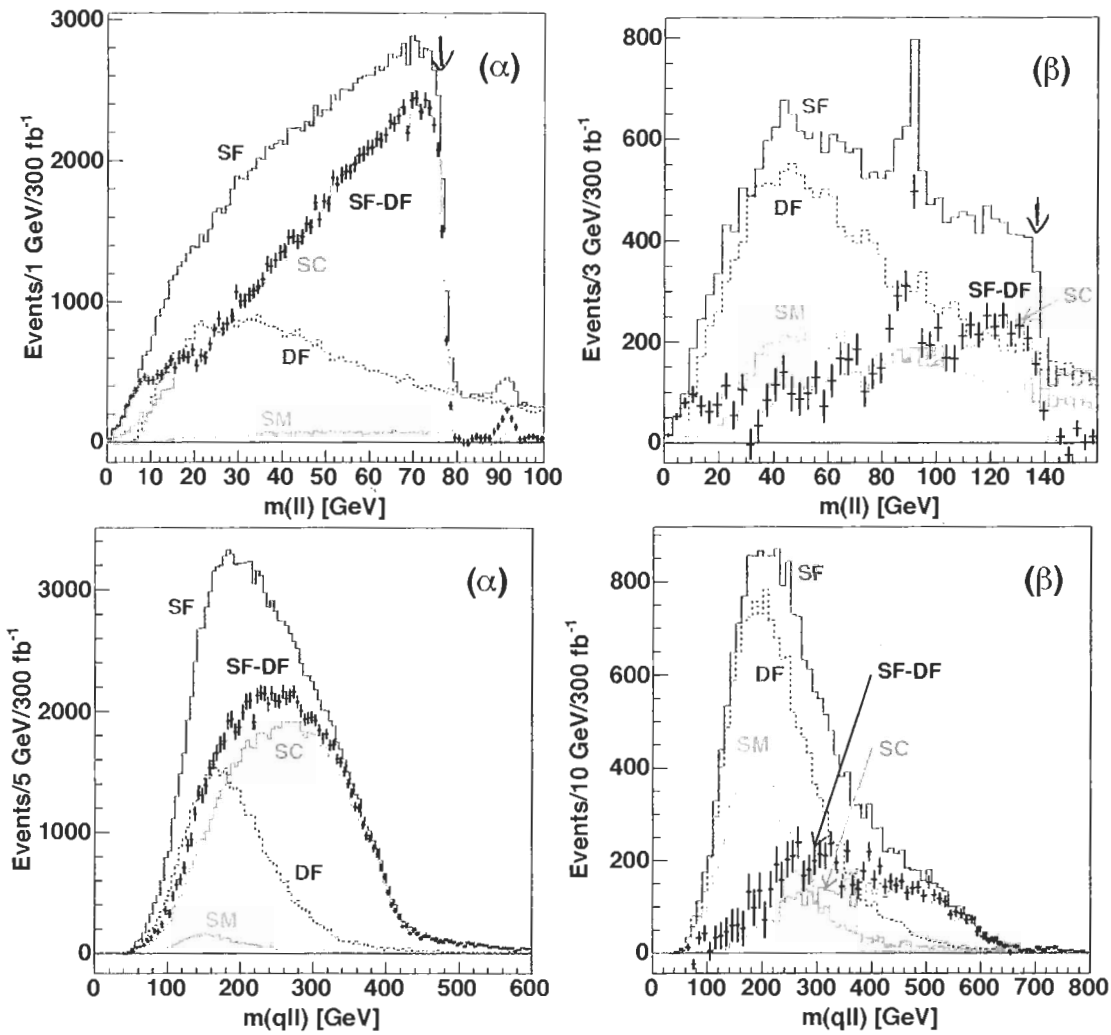 3000
2000
1000
0
Events/1 GeV/300 fb-1
(α)
SF
SF-DF
SC
DF
SM
0 10 20 30 40 50 60 70 80 90 100
m(ll) [GeV]
800
600
400
200
0
Events/3 GeV/300 fb-1
(β)
SF
DF
SM
SF-DF
SC
0 20 40 60 80 100 120 140
m(ll) [GeV]
3000
2000
1000
0
Events/5 GeV/300 fb-1
(α)
SF
SF-DF
SC
DF
SM
0 100 200 300 400 500 600
m(qll) [GeV]
800
600
400
200
0
Events/10 GeV/300 fb-1
(β)
SF
DF
SF-DF
SM
SC
0 100 200 300 400 500 600 700 800
m(qll) [GeV]